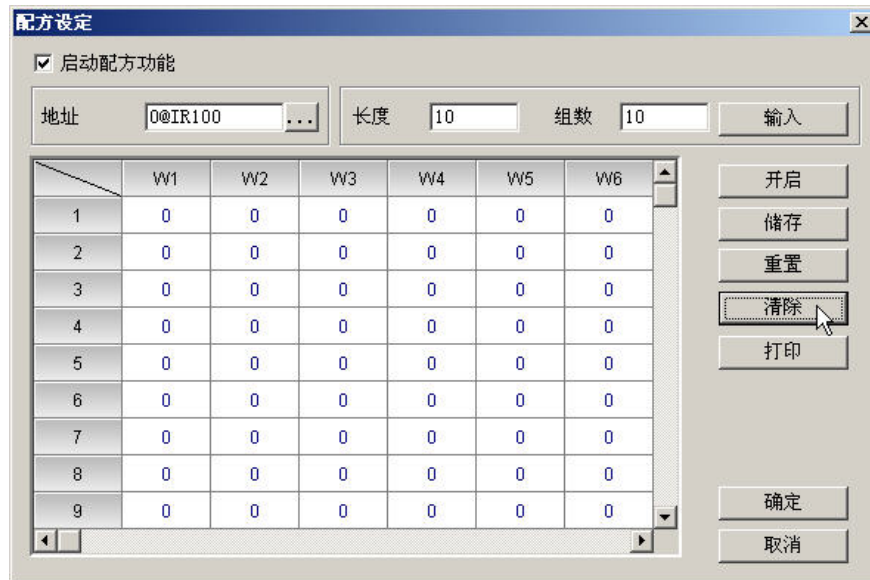 配方设定
启动配方功能
地址 0@IR100 ... 长度 10 组数 10 输入
W1 W2 W3 W4 W5 W6
1 0 0 0 0 0 0
2 0 0 0 0 0 0
3 0 0 0 0 0 0
4 0 0 0 0 0 0
5 0 0 0 0 0 0
6 0 0 0 0 0 0
7 0 0 0 0 0 0
8 0 0 0 0 0 0
9 0 0 0 0 0 0
开启
储存
重置
清除
打印
确定
取消